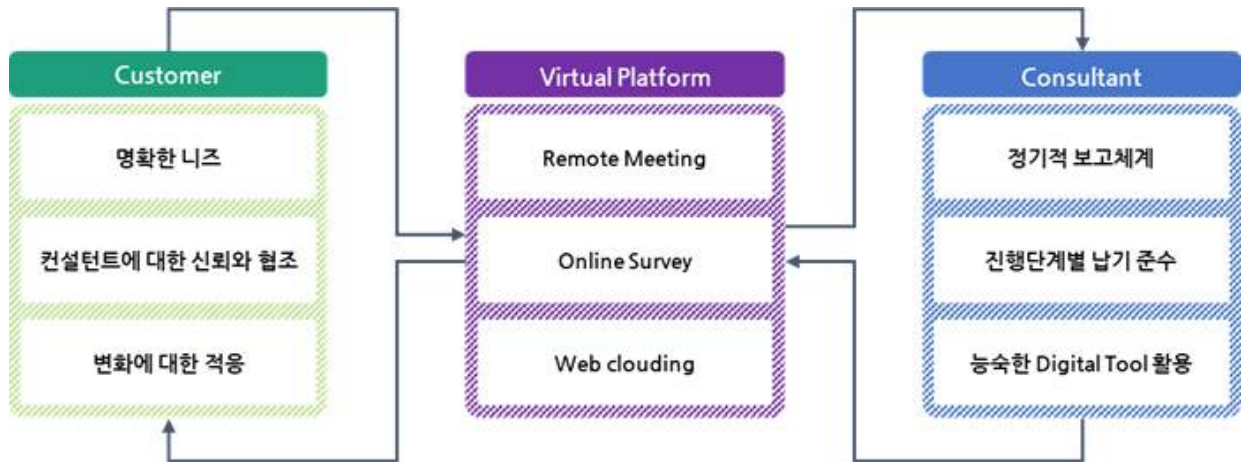 Customer
명확한 니즈
컨설턴트에 대한 신뢰와 협조
변화에 대한 적응
Virtual Platform
Remote Meeting
Online Survey
Web clouding
Consultant
정기적 보고체계
진행단계별 납기 준수
능숙한 Digital Tool 활용